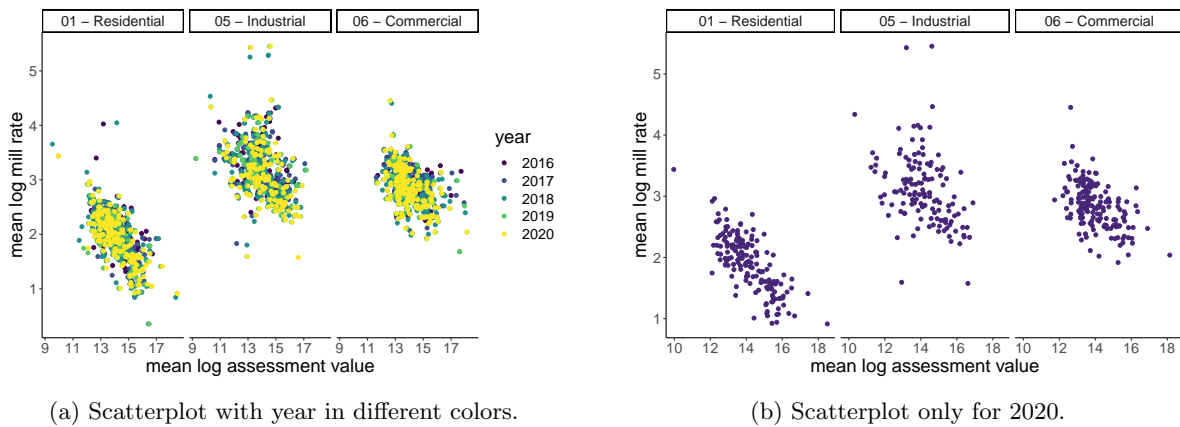 01 – Residential 05 – Industrial 06 – Commercial
5
4
3
2
1
mean log mill rate
9 11 13 15 17 9 11 13 15 17 9 11 13 15 17
mean log assessment value
year
2016
2017
2018
2019
2020
(a) Scatterplot with year in different colors.
01 – Residential 05 – Industrial 06 – Commercial
5
4
3
2
1
mean log mill rate
10 12 14 16 18 10 12 14 16 18 10 12 14 16 18
mean log assessment value
(b) Scatterplot only for 2020.